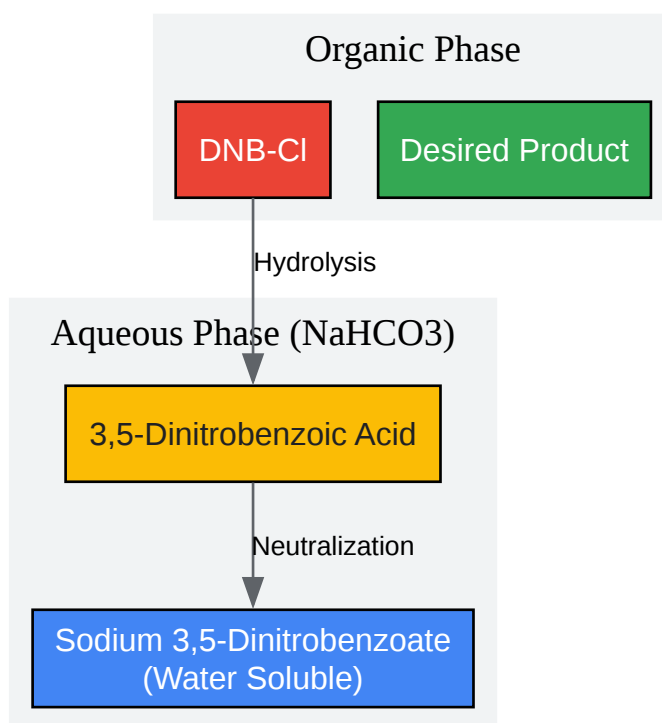 Organic Phase
DNB-Cl
Desired Product
Hydrolysis
Aqueous Phase (NaHCO3)
3,5-Dinitrobenzoic Acid
Neutralization
Sodium 3,5-Dinitrobenzoate
(Water Soluble)